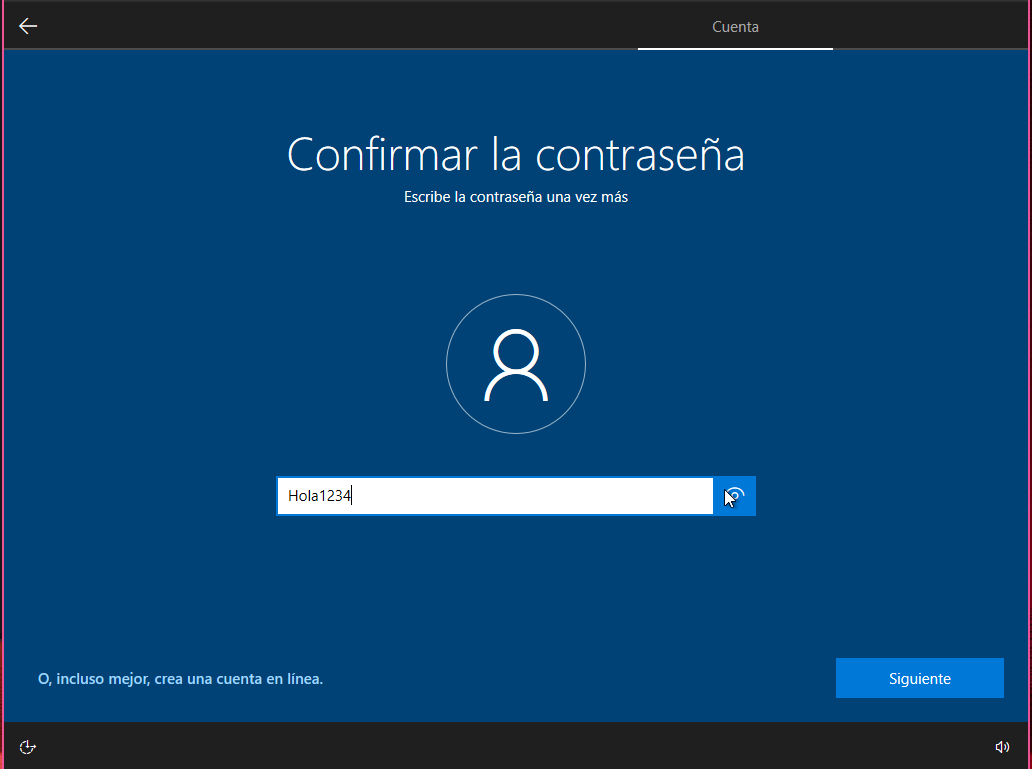 Cuenta
Confirmar la contraseña
Escribe la contraseña una vez más
Hola1234
O, incluso mejor, crea una cuenta en línea.
Siguiente